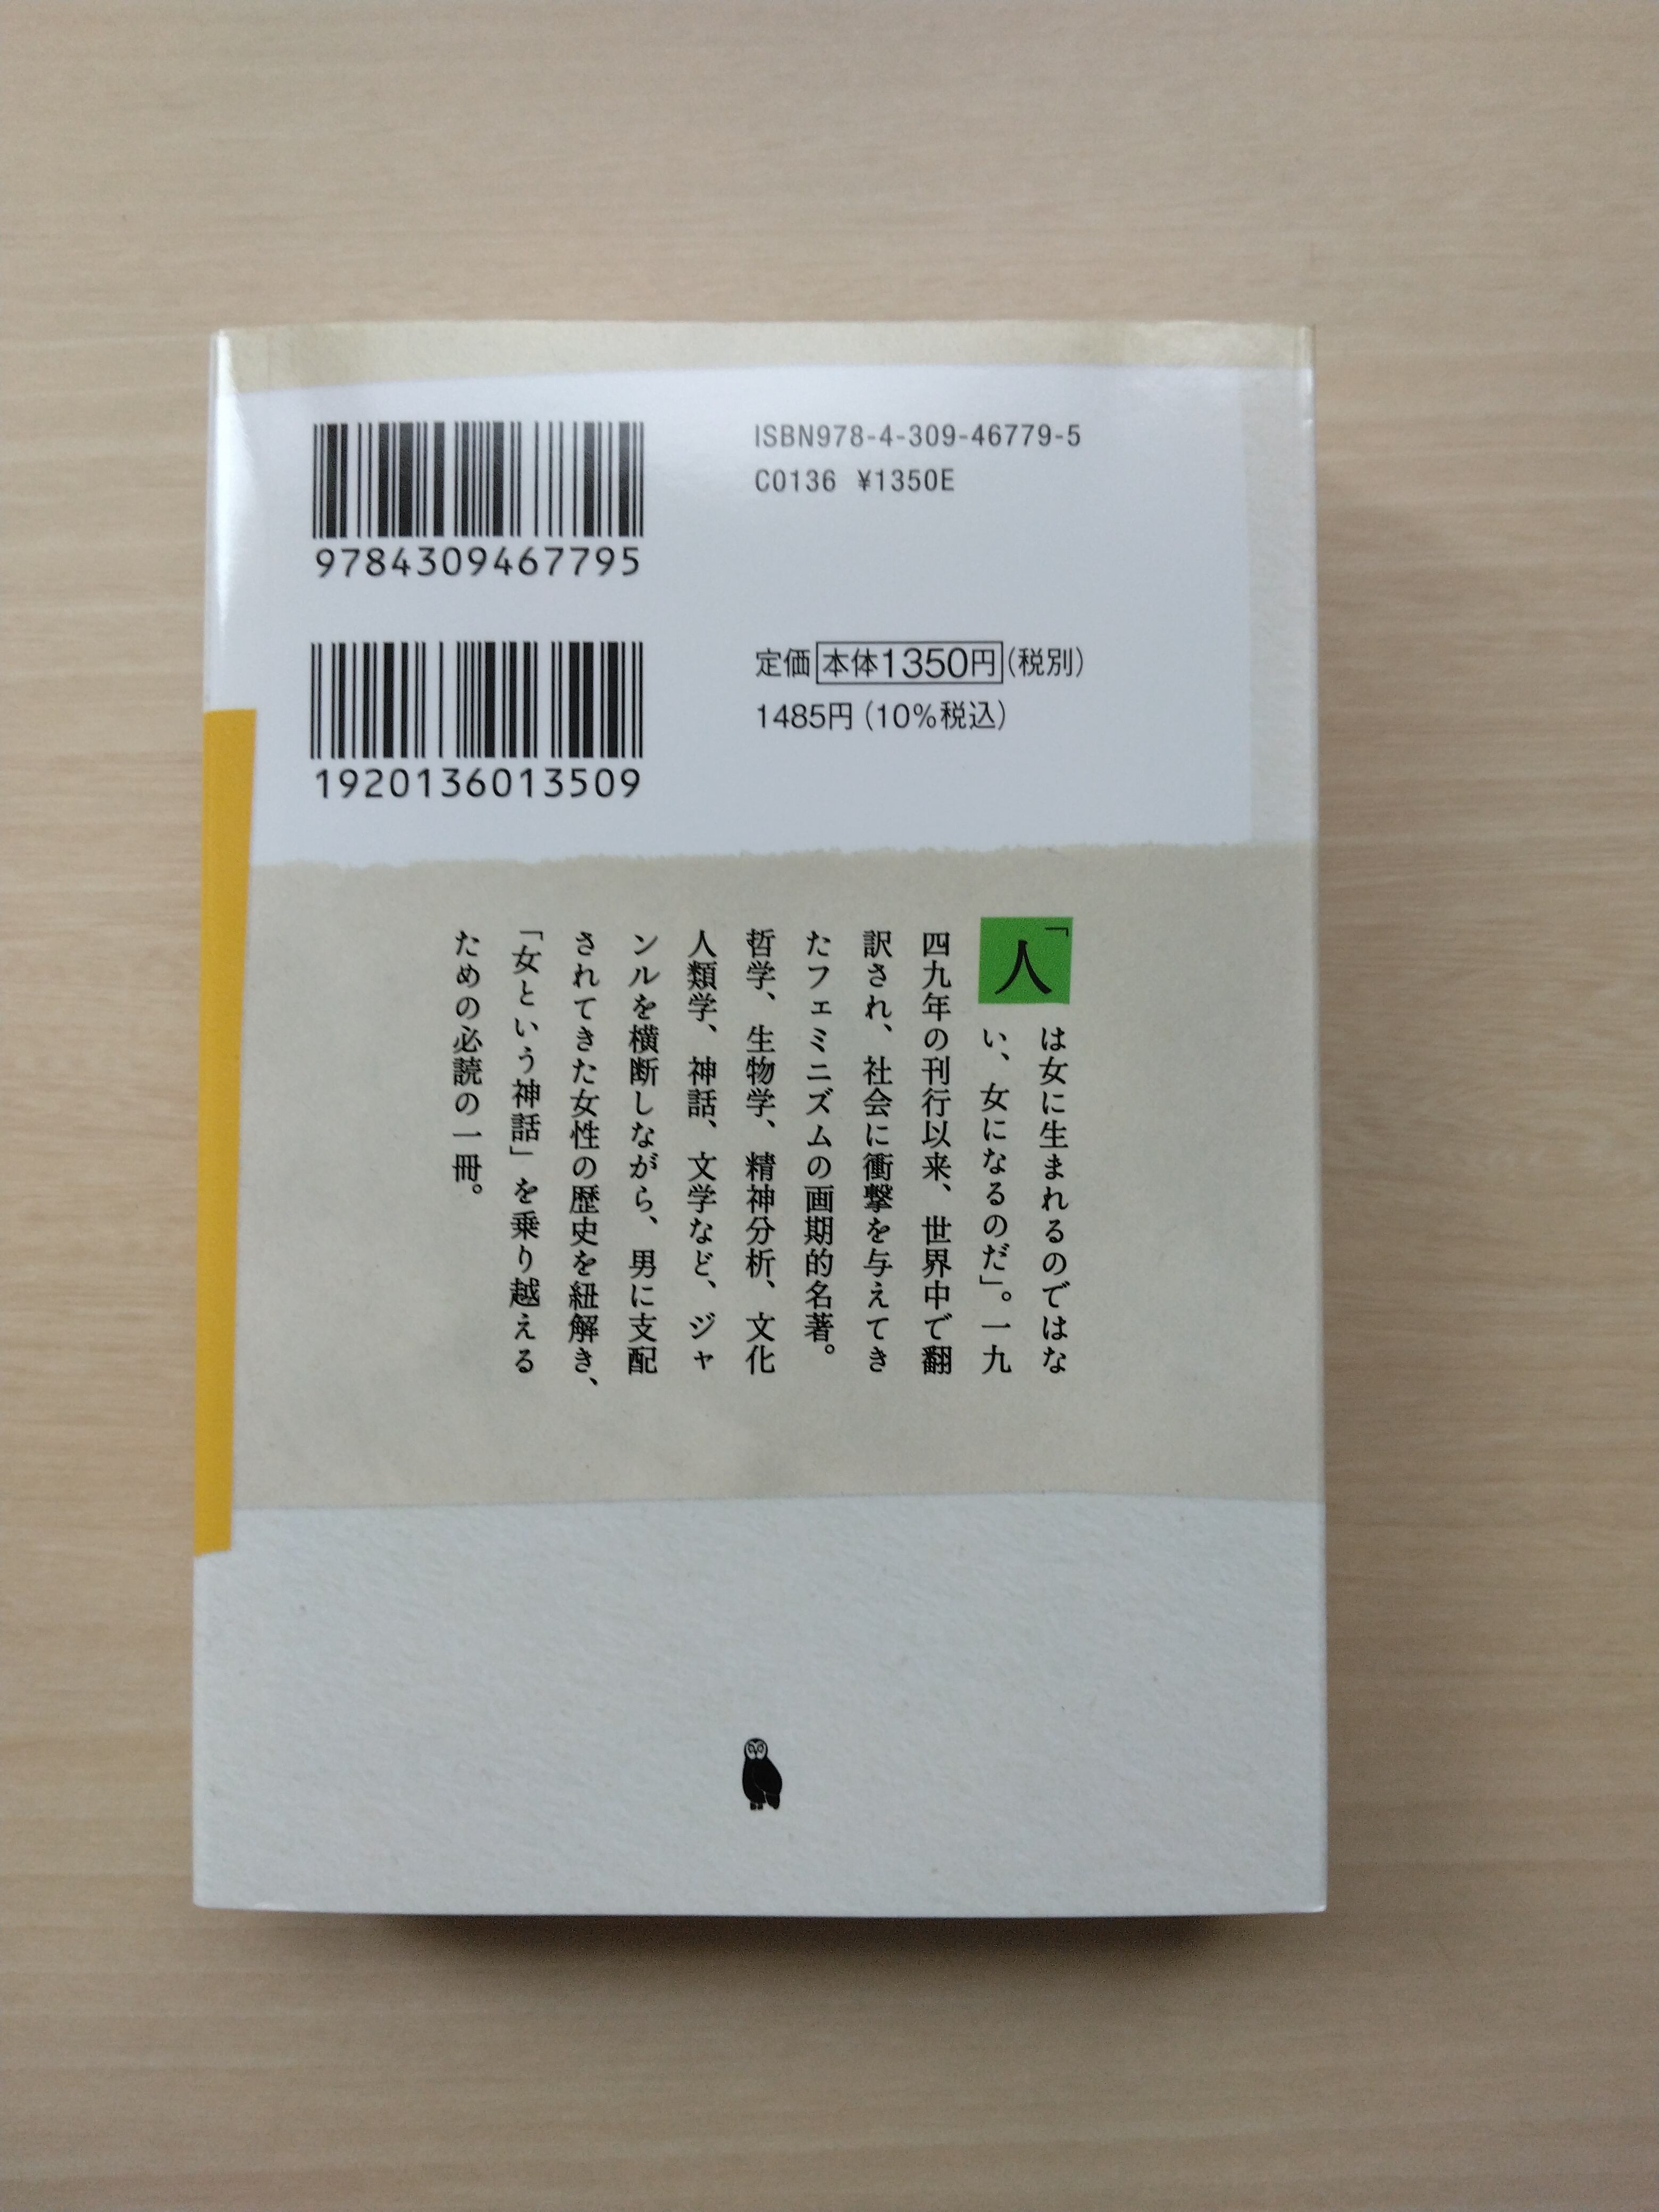 ISBN978-4-309-46779-5
C0136 ¥1350E
9784309467795
定価 本体1350円(税別)
1485円(10%税込)
1920136013509
「人は女に生まれるのではな
い、女になるのだ」。一九
四九年の刊行以来、世界中で翻
訳され、社会に衝撃を与えてき
たフェミニズムの画期的名著。
哲学、生物学、精神分析、文化
人類学、神話、文学など、ジャ
ンルを横断しながら、男に支配
されてきた女性の歴史を紐解き、
「女という神話」を乗り越える
ための必読の一冊。